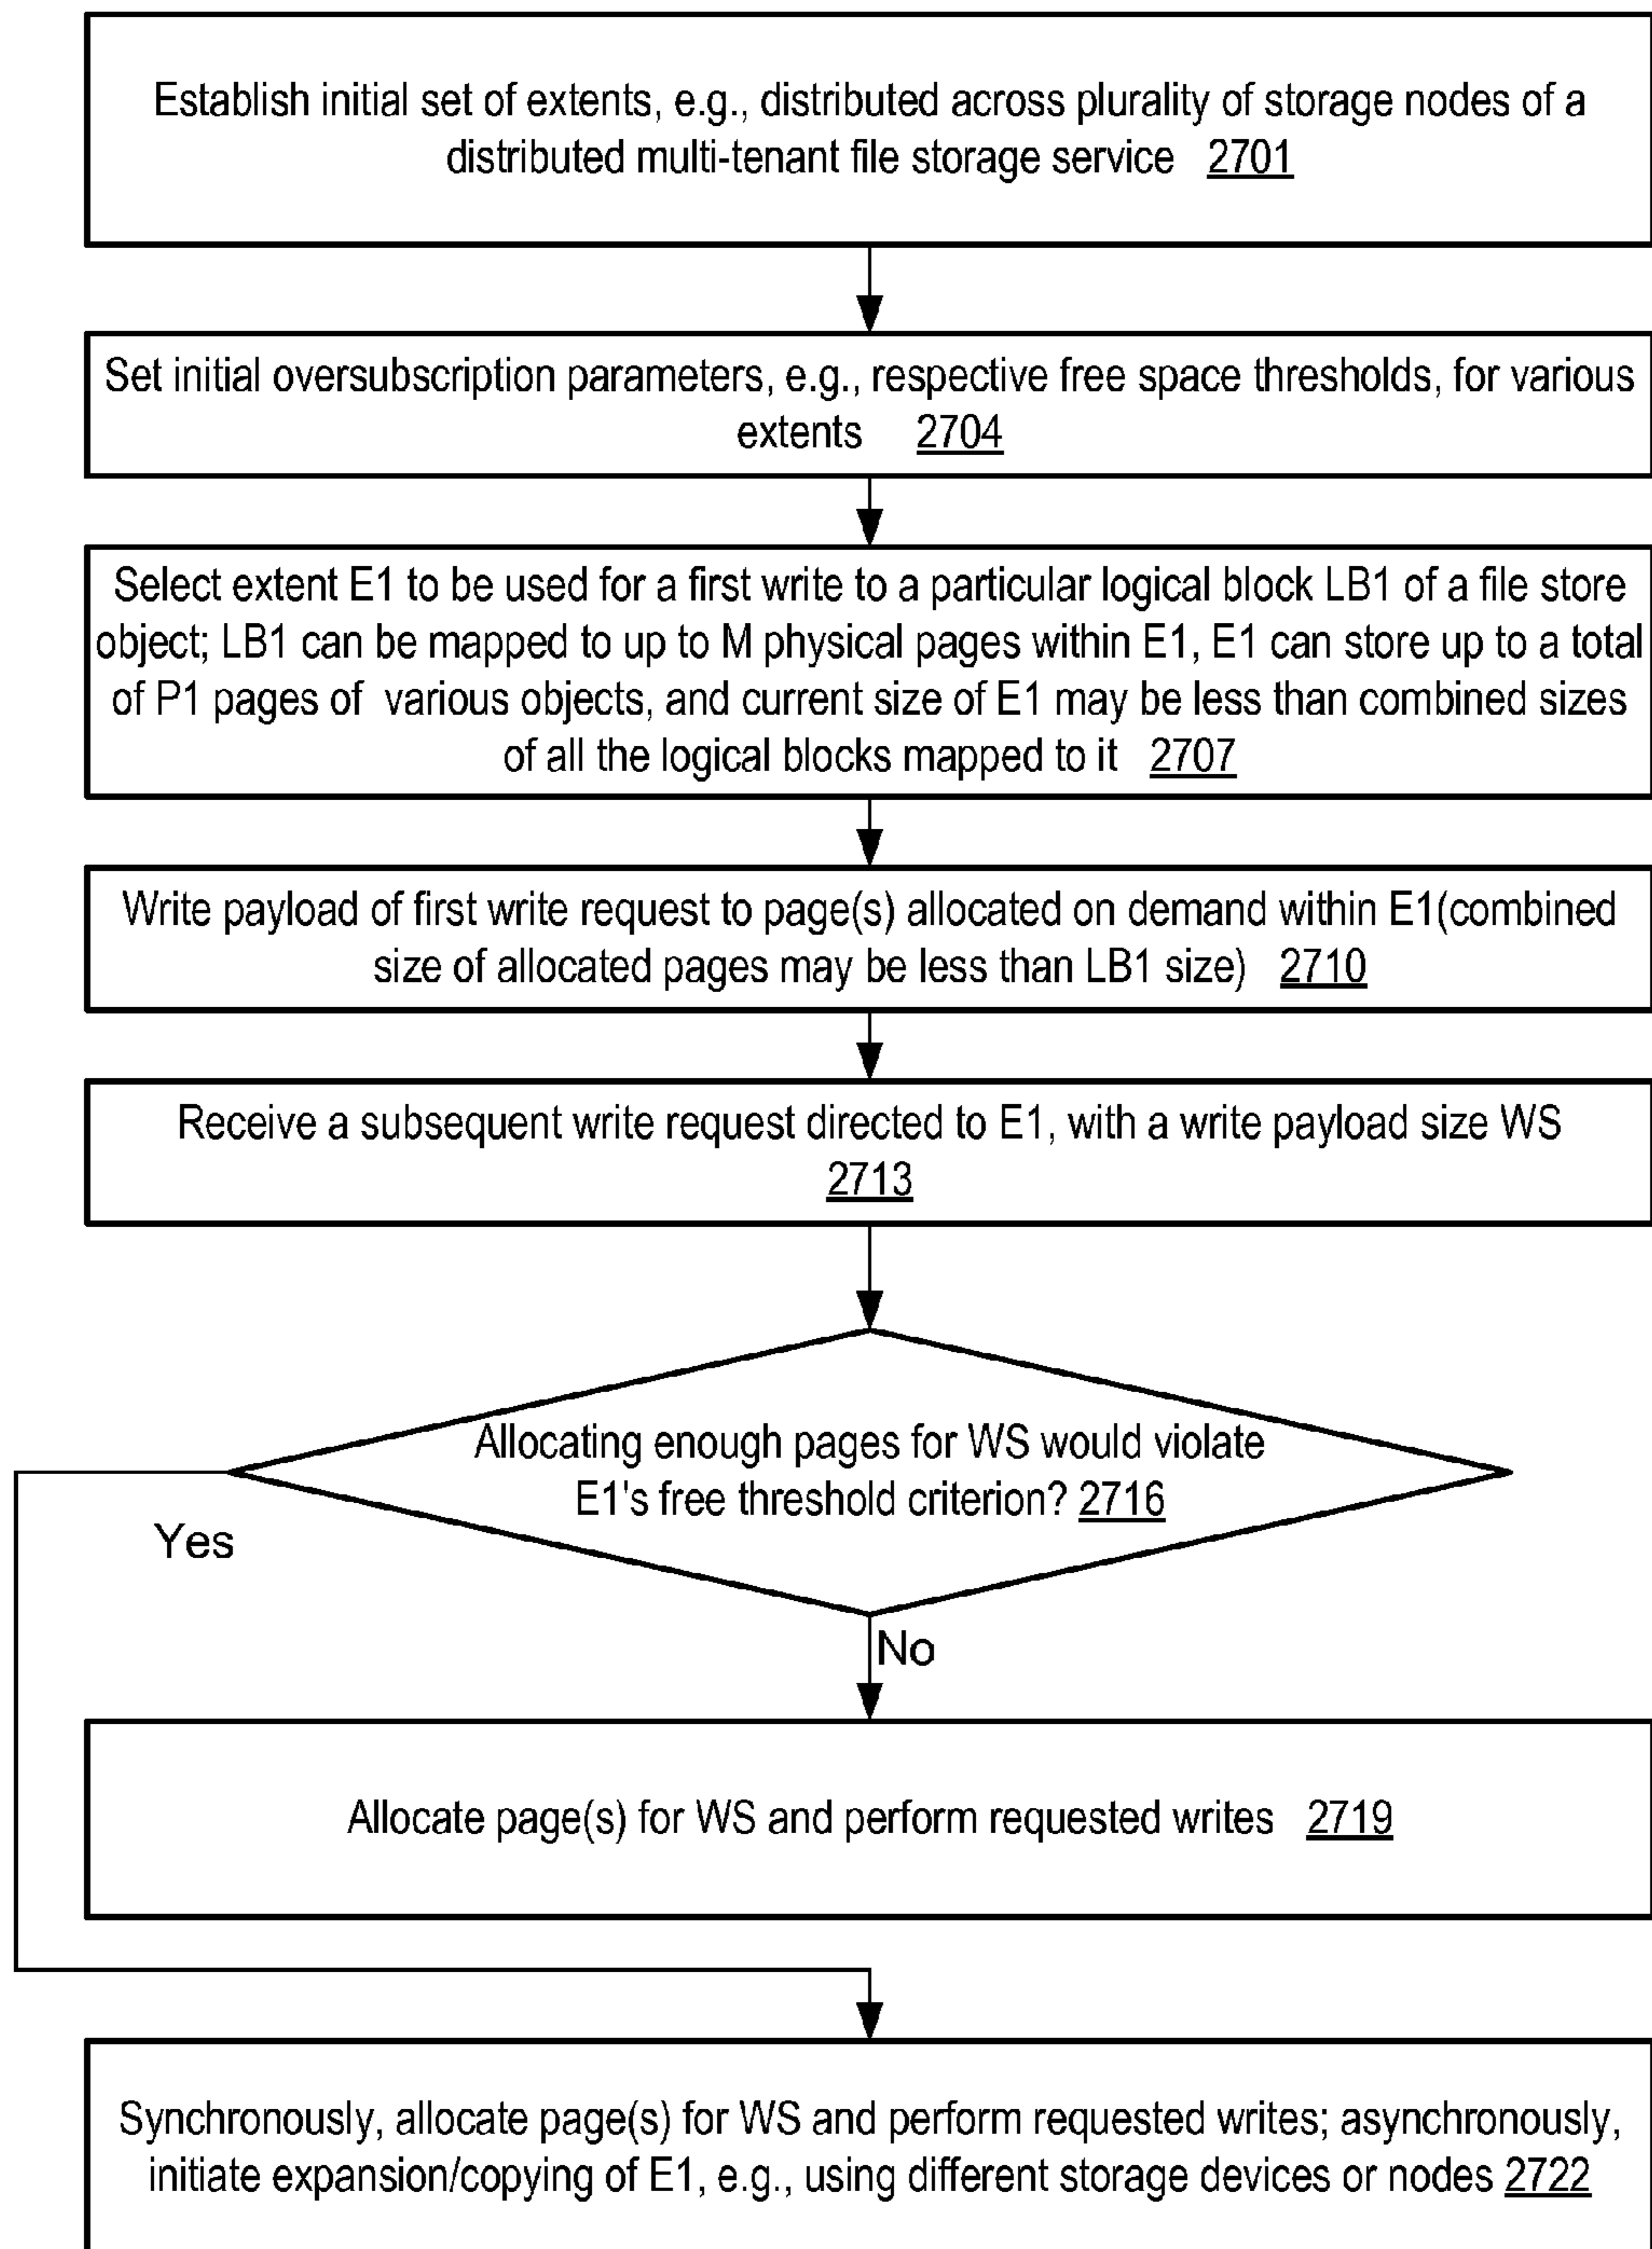 Establish initial set of extents, e.g., distributed across plurality of storage nodes of a
distributed multi-tenant file storage service 2701
Set initial oversubscription parameters, e.g., respective free space thresholds, for various
extents 2704
Select extent E1 to be used for a first write to a particular logical block LB1 of a file store
object; LB1 can be mapped to up to M physical pages within E1, E1 can store up to a total
of P1 pages of various objects, and current size of E1 may be less than combined sizes
of all the logical blocks mapped to it 2707
Write payload of first write request to page(s) allocated on demand within E1(combined
size of allocated pages may be less than LB1 size) 2710
Receive a subsequent write request directed to E1, with a write payload size WS
2713
Allocating enough pages for WS would violate
E1's free threshold criterion? 2716
Yes
No
Allocate page(s) for WS and perform requested writes 2719
Synchronously, allocate page(s) for WS and perform requested writes; asynchronously,
initiate expansion/copying of E1, e.g., using different storage devices or nodes 2722